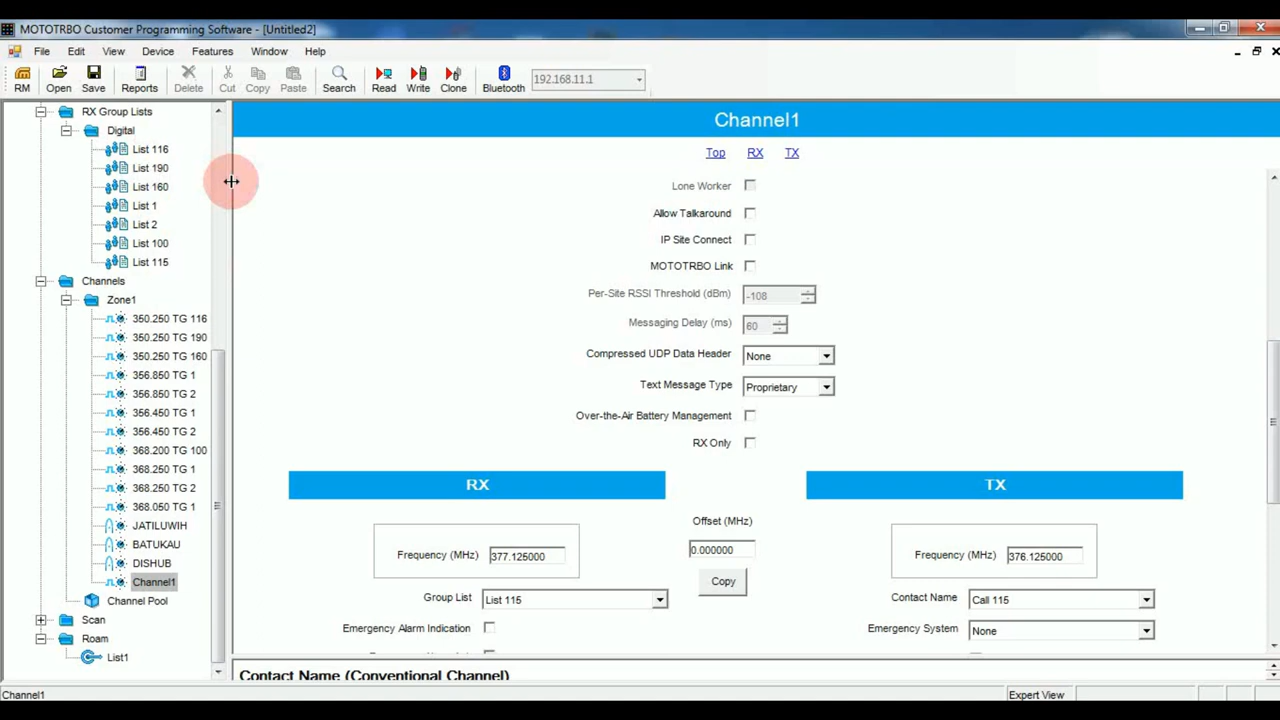 MOTOTRBO Customer Programming Software - [Untitled2]
File Edit View Device Features Window Help
RM Open Save Reports Delete Cut Copy Paste Search Read Write Clone Bluetooth 192.168.11.1
RX Group Lists
Digital
List 116
List 190
List 160
List 1
List 2
List 100
List 115
Channels
Zone1
350.250 TG 116
350.250 TG 190
350.250 TG 160
356.850 TG 1
356.850 TG 2
356.450 TG 1
356.450 TG 2
368.200 TG 100
368.250 TG 1
368.250 TG 2
368.050 TG 1
JATILUWIH
BATUKAU
DISHUB
Channel1
Channel Pool
Scan
Roam
List1
Channel1
Top RX TX
Lone Worker
Allow Talkaround
IP Site Connect
MOTOTRBO Link
Per-Site RSSI Threshold (dBm) -108
Messaging Delay (ms) 60
Compressed UDP Data Header None
Text Message Type Proprietary
Over-the-Air Battery Management
RX Only
RX
Frequency (MHz) 377.125000
Group List List 115
Emergency Alarm Indication
Offset (MHz)
0.000000
Copy
TX
Frequency (MHz) 376.125000
Contact Name Call 115
Emergency System None
Contact Name (Conventional Channel)
Channel1 Expert View